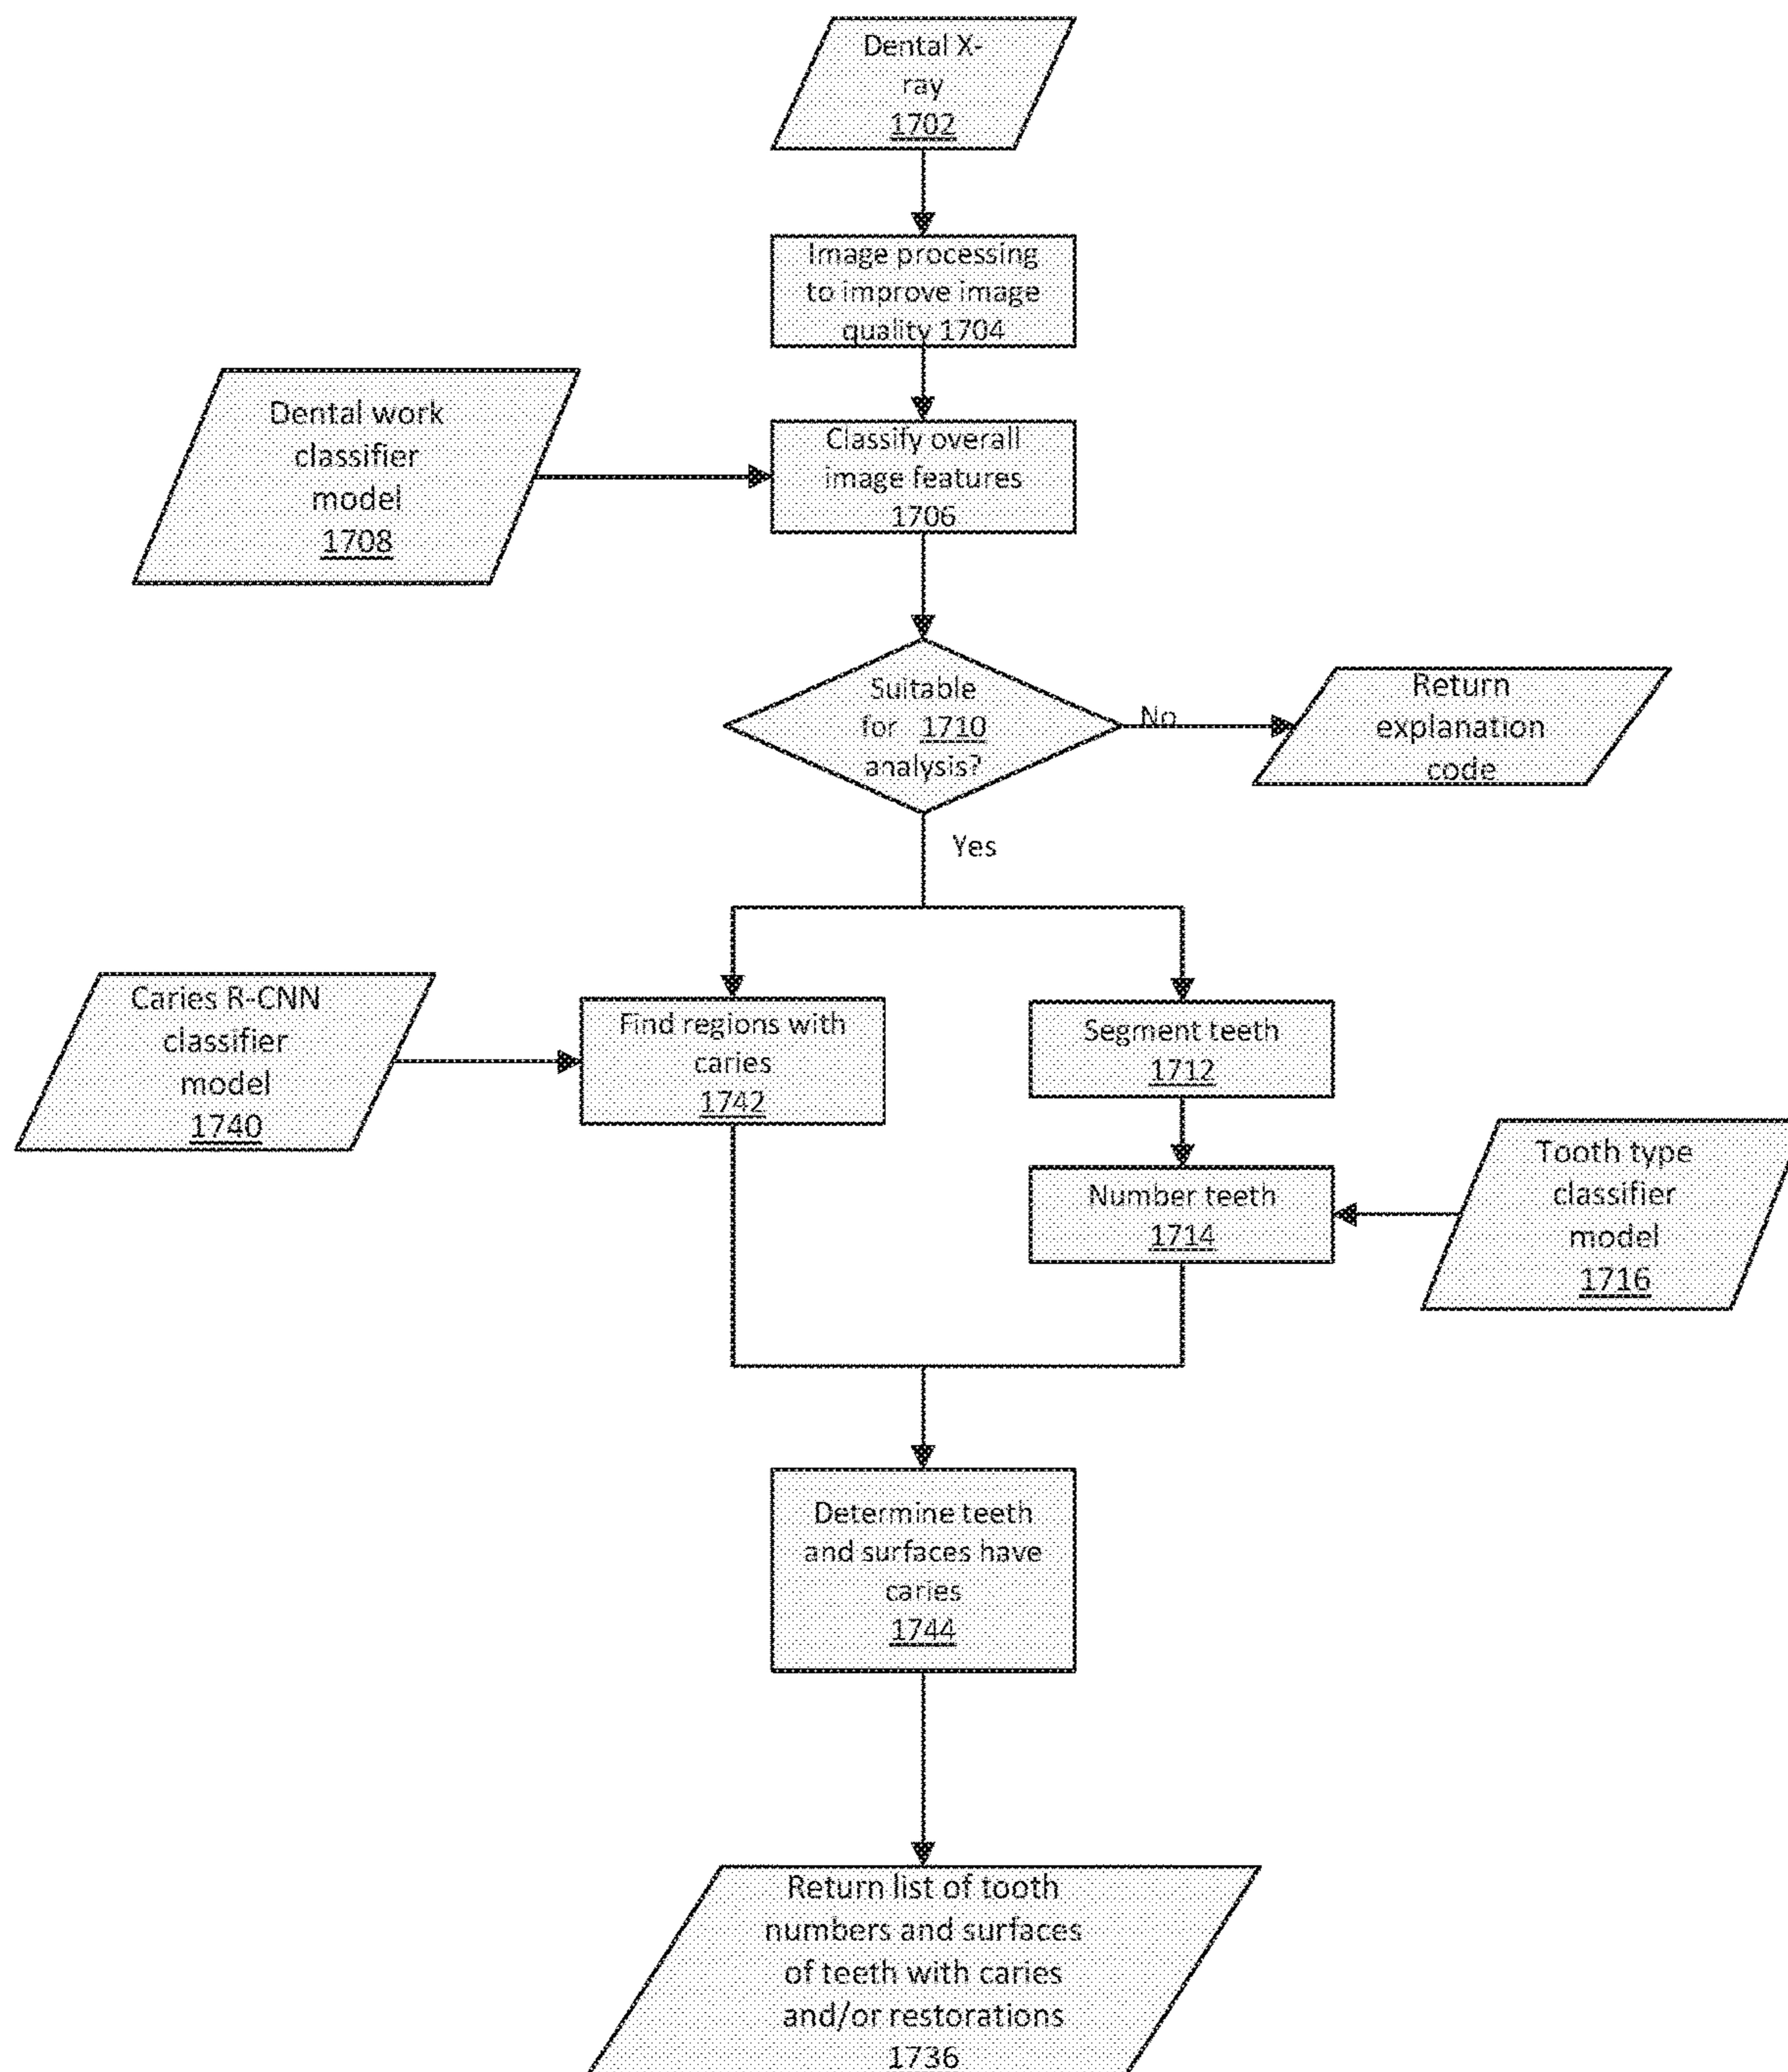 Dental X-
ray
1702
Image processing
to improve image
quality 1704
Dental work
classifier
model
1708
Classify overall
image features
1706
Suitable
for 1710
analysis?
No
Return
explanation
code
Yes
Caries R-CNN
classifier
model
1740
Find regions with
caries
1742
Segment teeth
1712
Number teeth
1714
Tooth type
classifier
model
1716
Determine teeth
and surfaces have
caries
1744
Return list of tooth
numbers and surfaces
of teeth with caries
and/or restorations
1736